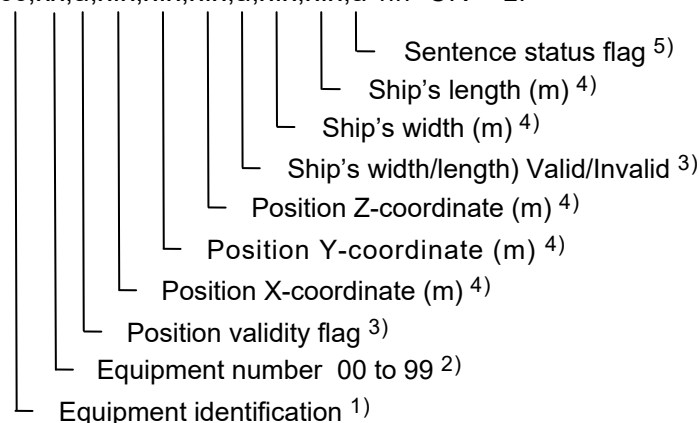 Sentence status flag 5)
Ship's length (m) 4)
Ship's width (m) 4)
Ship's width/length) Valid/Invalid 3)
Position Z-coordinate (m) 4)
Position Y-coordinate (m) 4)
Position X-coordinate (m) 4)
Position validity flag 3)
Equipment number 00 to 99 2)
Equipment identification 1)